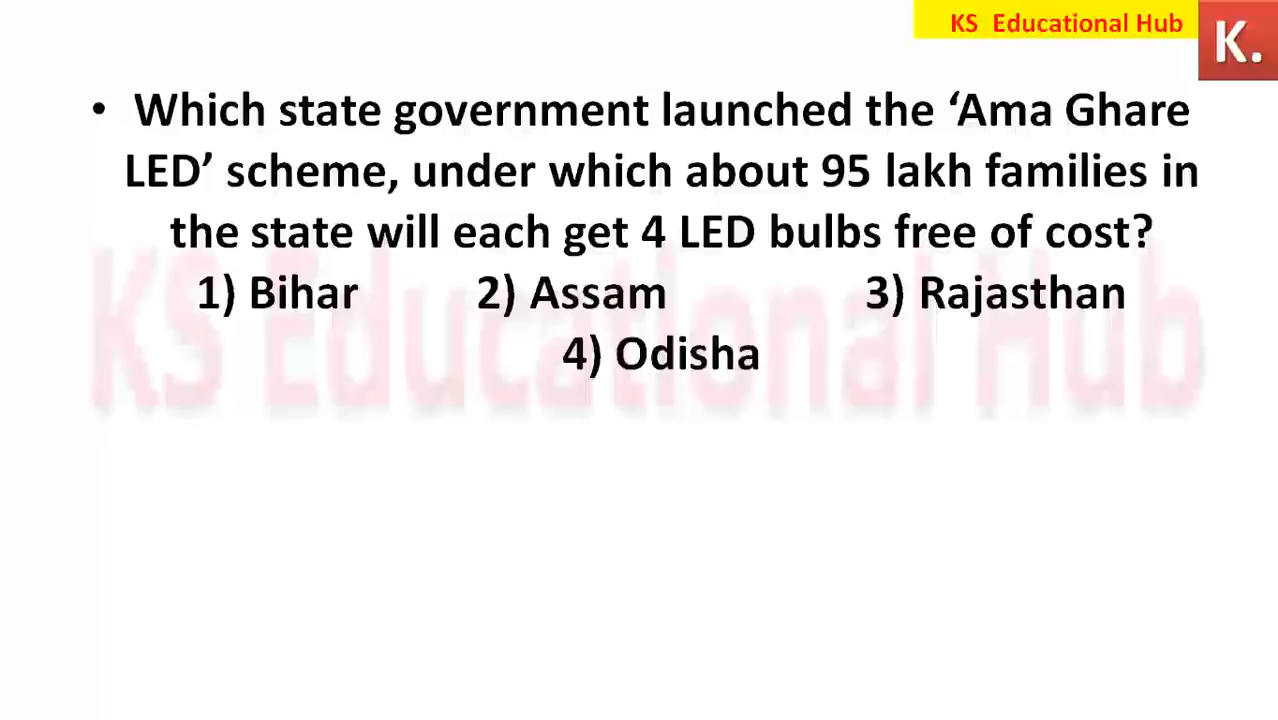 KS Educational Hub
K.
• Which state government launched the ‘Ama Ghare
LED’ scheme, under which about 95 lakh families in
the state will each get 4 LED bulbs free of cost?
1) Bihar 2) Assam 3) Rajasthan
4) Odisha
KS Educational Hub